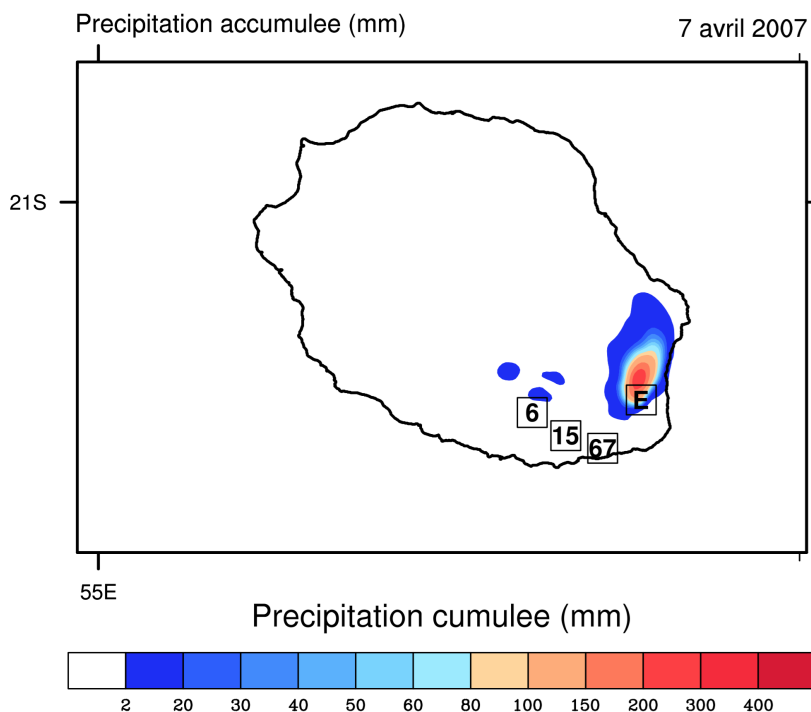 Precipitation accumulee (mm) 7 avril 2007
21S
E
6
15
67
55E
Precipitation cumulee (mm)
2 20 30 40 50 60 80 100 150 200 300 400